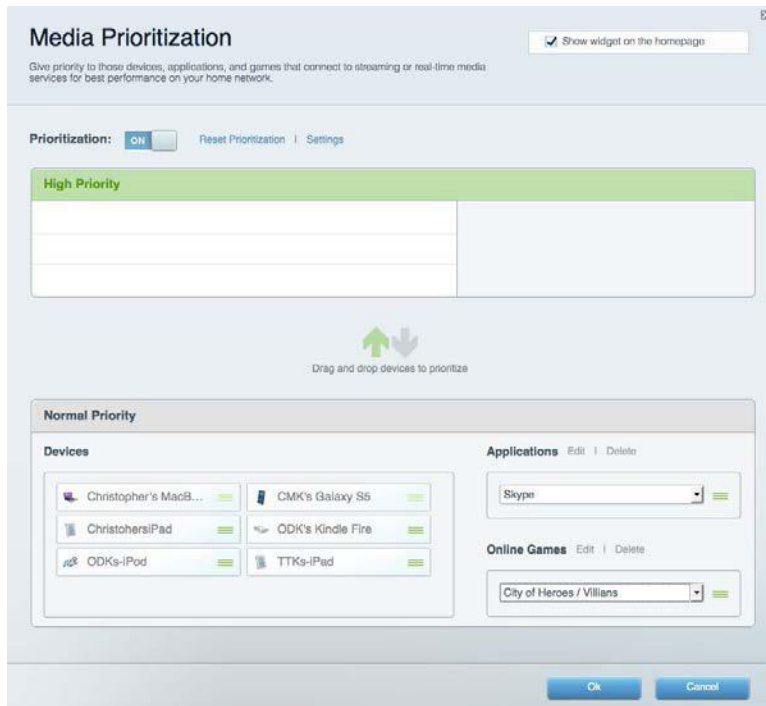 Media Prioritization
Show widget on the homepage
Give priority to those devices, applications, and games that connect to streaming or real-time media
services for best performance on your home network.
Prioritization: ON Reset Prioritization | Settings
High Priority
Drag and drop devices to prioritize
Normal Priority
Devices
Christopher's MacB...
CMK's Galaxy S5
ChristohersiPad
ODK's Kindle Fire
ODKs-iPod
TTKs-iPad
Applications Edit | Delete
Skype
Online Games Edit | Delete
City of Heroes / Villians
Ok
Cancel